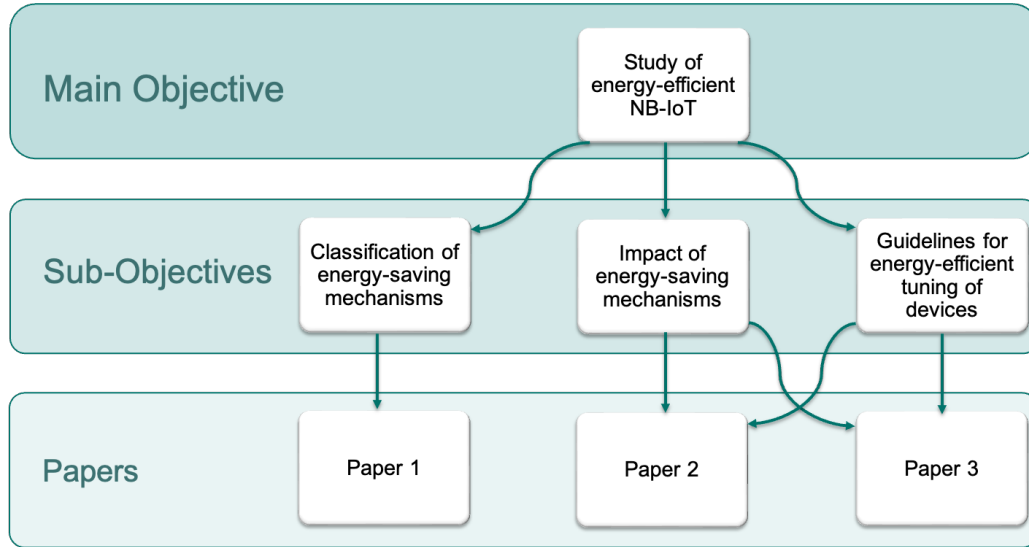 Main Objective
Study of
energy-efficient
NB-IoT
Sub-Objectives
Classification of
energy-saving
mechanisms
Impact of
energy-saving
mechanisms
Guidelines for
energy-efficient
tuning of
devices
Papers
Paper 1
Paper 2
Paper 3